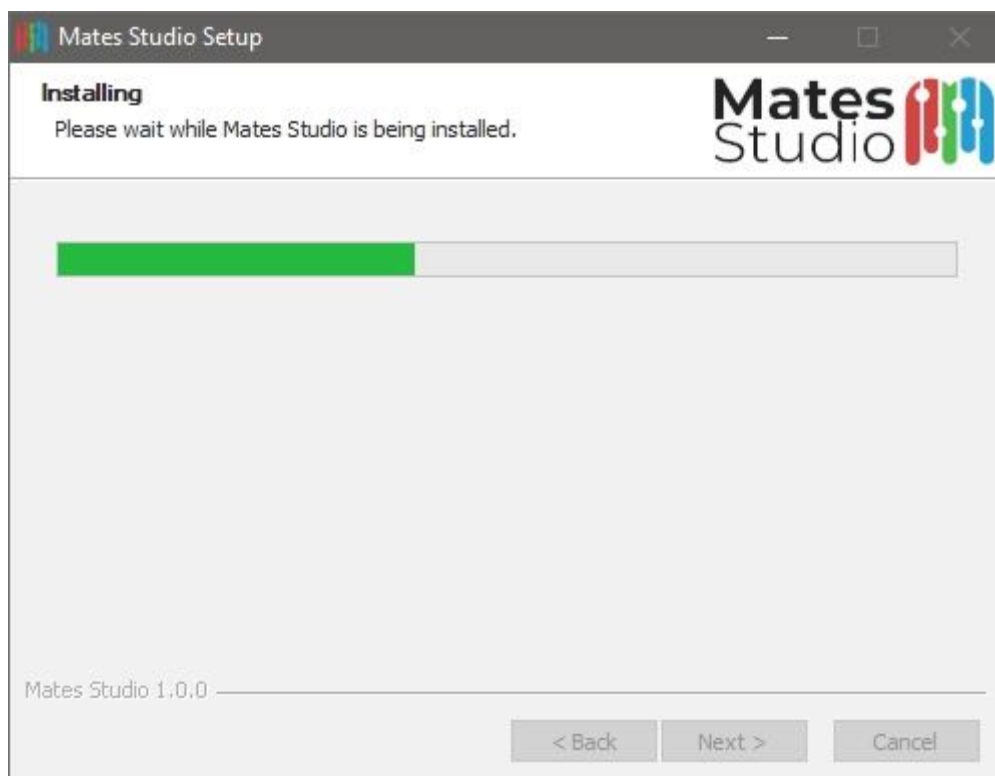 Mates Studio Setup
Installing
Please wait while Mates Studio is being installed.
Mates
Studio
Mates Studio 1.0.0
< Back
Next >
Cancel